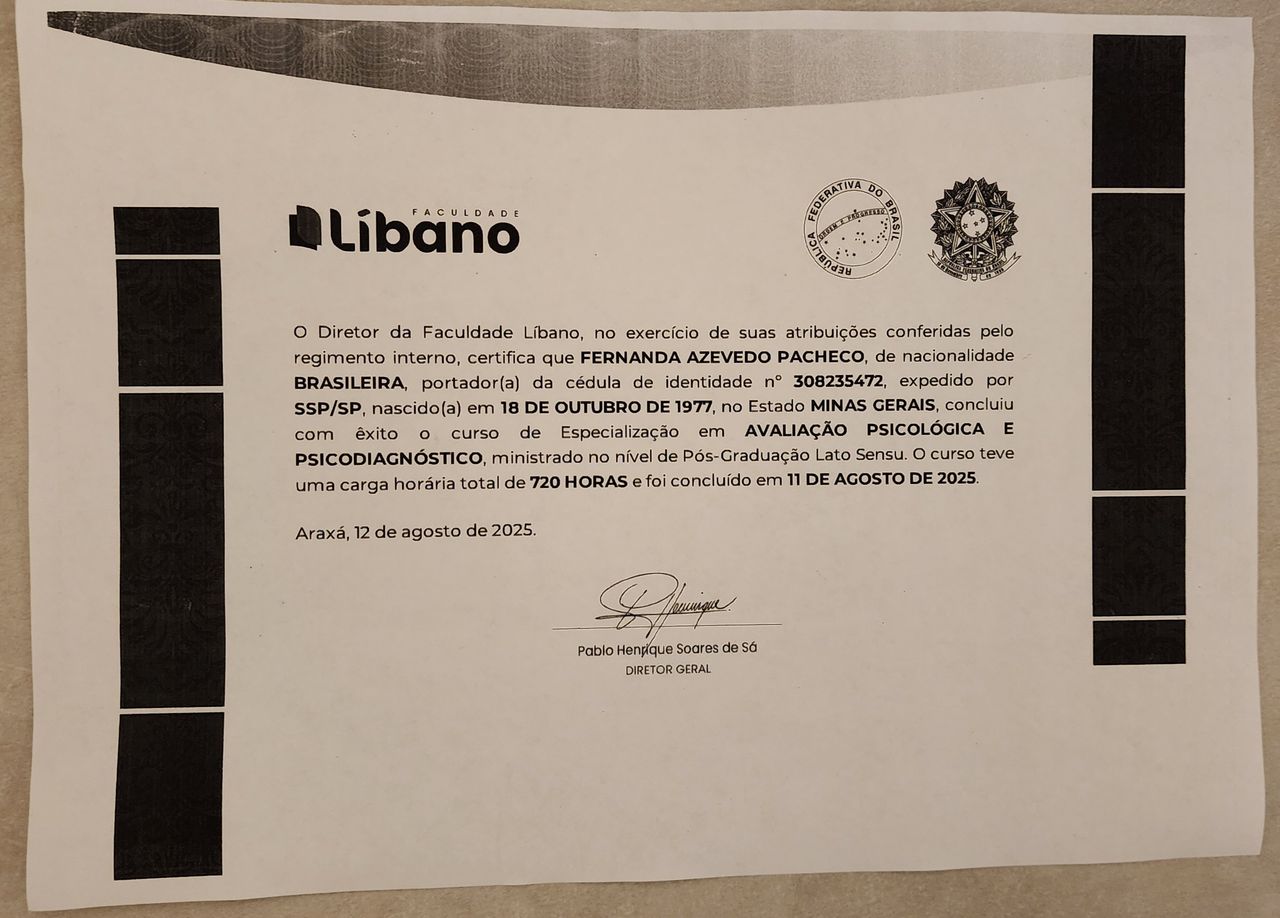 FACULDADE
Líbano
REPÚBLICA FEDERATIVA DO BRASIL
ORDEM E PROGRESSO
O Diretor da Faculdade Líbano, no exercício de suas atribuições conferidas pelo
regimento interno, certifica que FERNANDA AZEVEDO PACHECO, de nacionalidade
BRASILEIRA, portador(a) da cédula de identidade nº 308235472, expedido por
SSP/SP, nascido(a) em 18 DE OUTUBRO DE 1977, no Estado MINAS GERAIS, concluiu
com êxito o curso de Especialização em AVALIAÇÃO PSICOLÓGICA E
PSICODIAGNÓSTICO, ministrado no nível de Pós-Graduação Lato Sensu. O curso teve
uma carga horária total de 720 HORAS e foi concluído em 11 DE AGOSTO DE 2025.
Araxá, 12 de agosto de 2025.
Pablo Henrique Soares de Sá
DIRETOR GERAL